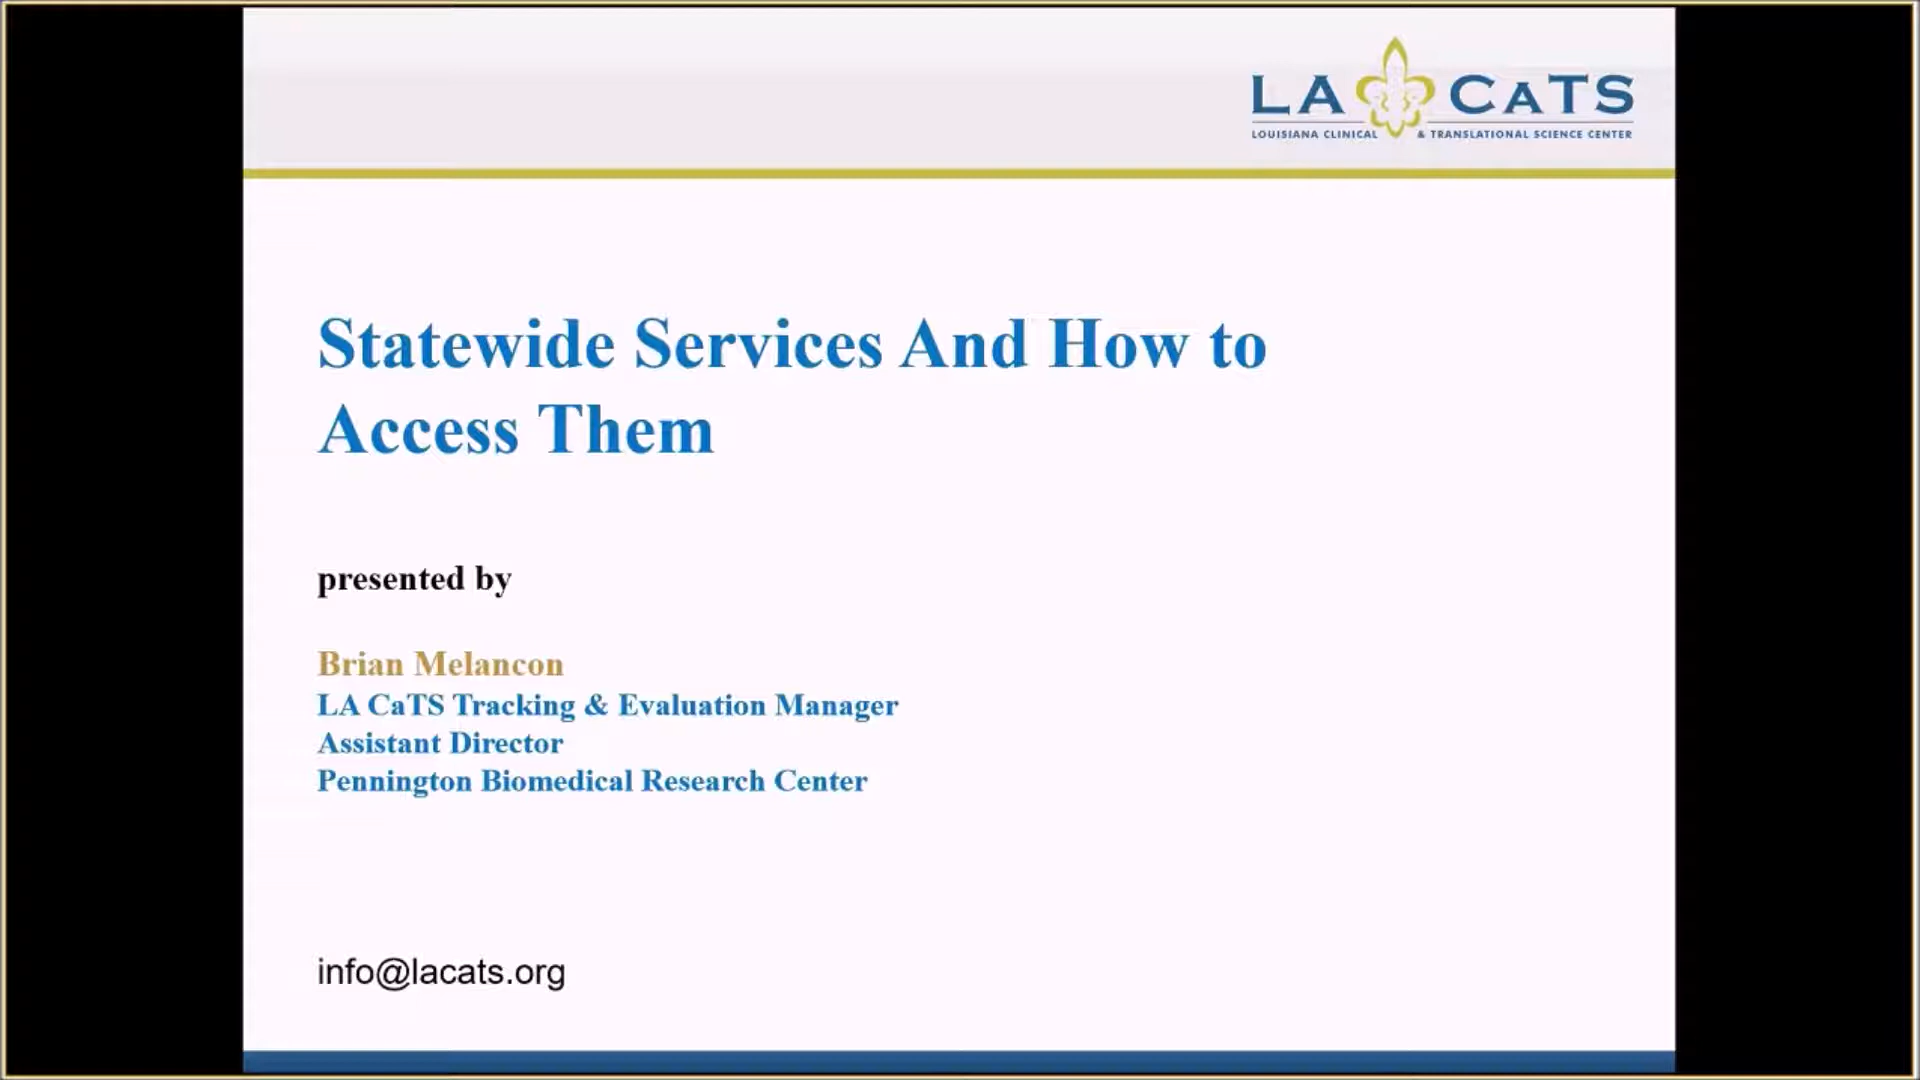 LA CATS
LOUISIANA CLINICAL & TRANSLATIONAL SCIENCE CENTER
Statewide Services And How to
Access Them
presented by
Brian Melancon
LA CaTS Tracking & Evaluation Manager
Assistant Director
Pennington Biomedical Research Center
info@lacats.org